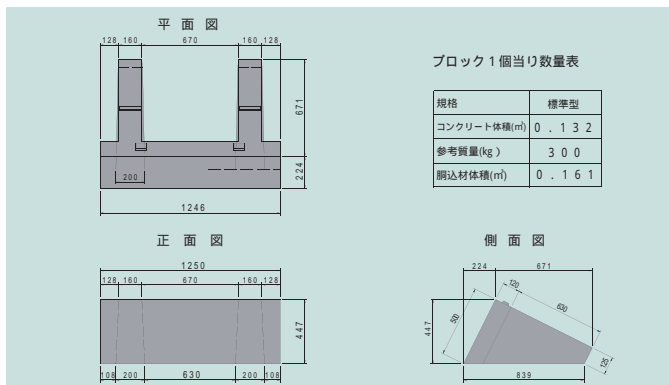 平面図
128 160 670 160 128
671
224
200
1246
ブロック1個当り数量表
規格 標準型
コンクリート体積(㎥) 0.132
参考質量(kg) 300
胴込材体積(㎥) 0.161
正面図
1250
128 160 670 160 128
447
108 200 630 200 108
側面図
224 671
120
630
500
447
125
839